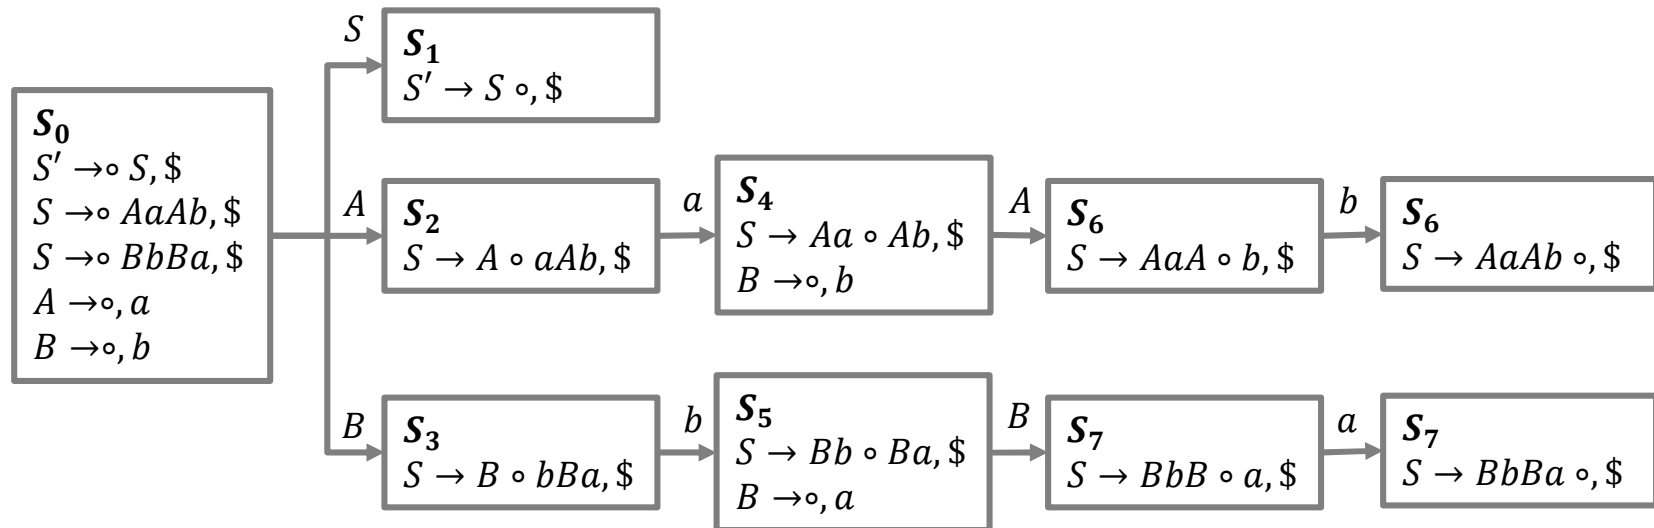 S
S₁
S′ → S ∘, $
S₀
S′ →∘ S, $
S →∘ AaAb, $
S →∘ BbBa, $
A →∘, a
B →∘, b
A
S₂
S → A ∘ aAb, $
a
S₄
S → Aa ∘ Ab, $
B →∘, b
A
S₆
S → AaA ∘ b, $
b
S₆
S → AaAb ∘, $
B
S₃
S → B ∘ bBa, $
b
S₅
S → Bb ∘ Ba, $
B →∘, a
B
S₇
S → BbB ∘ a, $
a
S₇
S → BbBa ∘, $